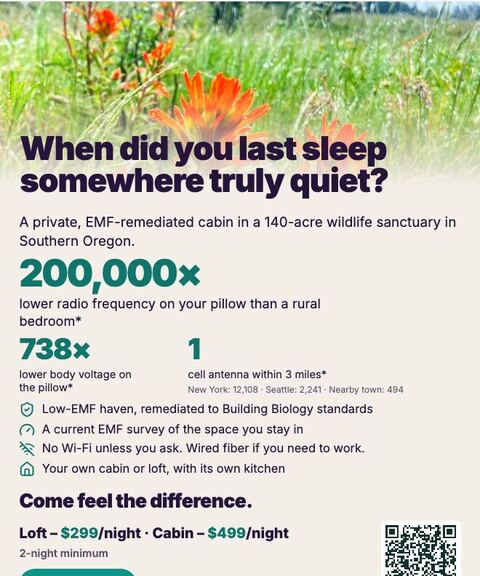 When did you last sleep
somewhere truly quiet?
A private, EMF-remediated cabin in a 140-acre wildlife sanctuary in
Southern Oregon.
200,000×
lower radio frequency on your pillow than a rural
bedroom*
738×
lower body voltage on
the pillow*
1
cell antenna within 3 miles*
New York: 12,108 · Seattle: 2,241 · Nearby town: 494
Low-EMF haven, remediated to Building Biology standards
A current EMF survey of the space you stay in
No Wi-Fi unless you ask. Wired fiber if you need to work.
Your own cabin or loft, with its own kitchen
Come feel the difference.
Loft – $299/night · Cabin – $499/night
2-night minimum